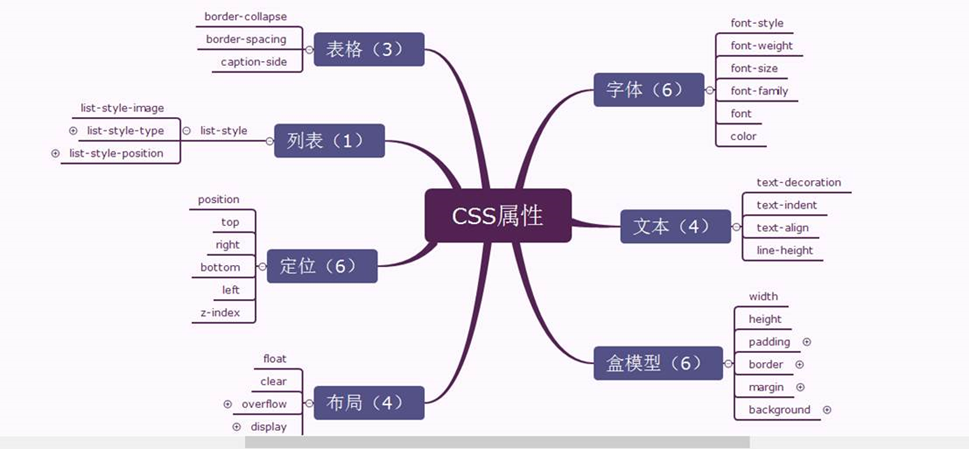 CSS属性
表格（3）
border-collapse
border-spacing
caption-side
列表（1）
list-style
list-style-image
list-style-type
list-style-position
定位（6）
position
top
right
bottom
left
z-index
布局（4）
float
clear
overflow
display
字体（6）
font-style
font-weight
font-size
font-family
font
color
文本（4）
text-decoration
text-indent
text-align
line-height
盒模型（6）
width
height
padding
border
margin
background